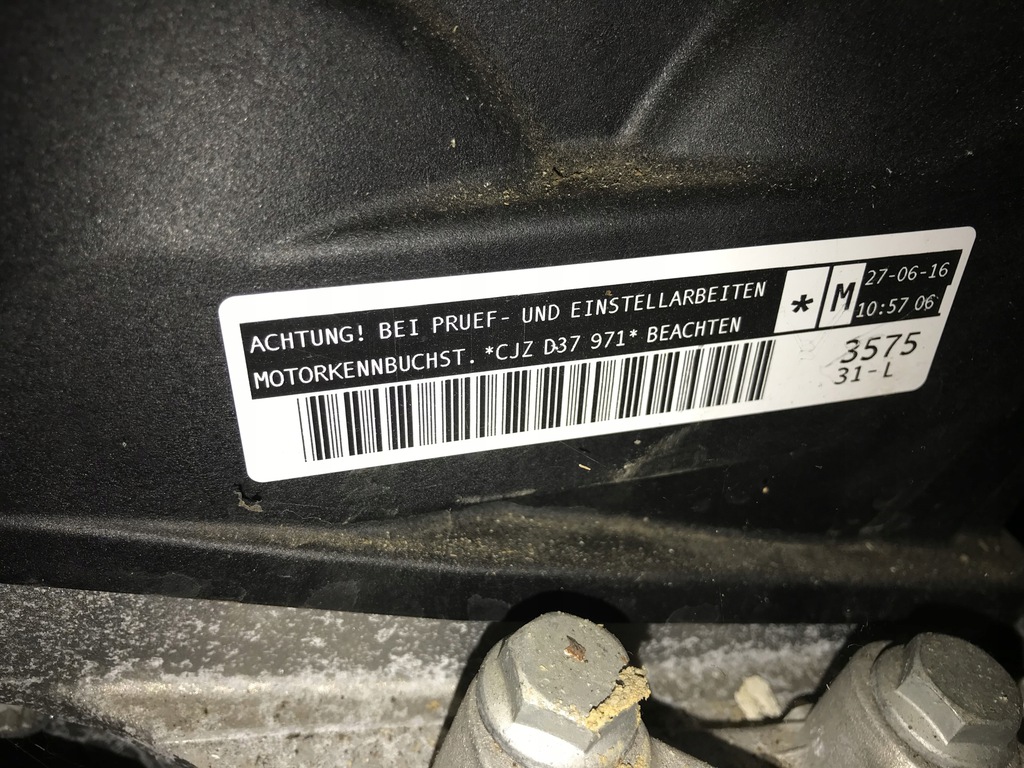 ACHTUNG! BEI PRUEF- UND EINSTELLARBEITEN
MOTORKENNBUCHST. *CJZ D37 971* BEACHTEN
* M
27-06-16
10:57 06
3575
31-L